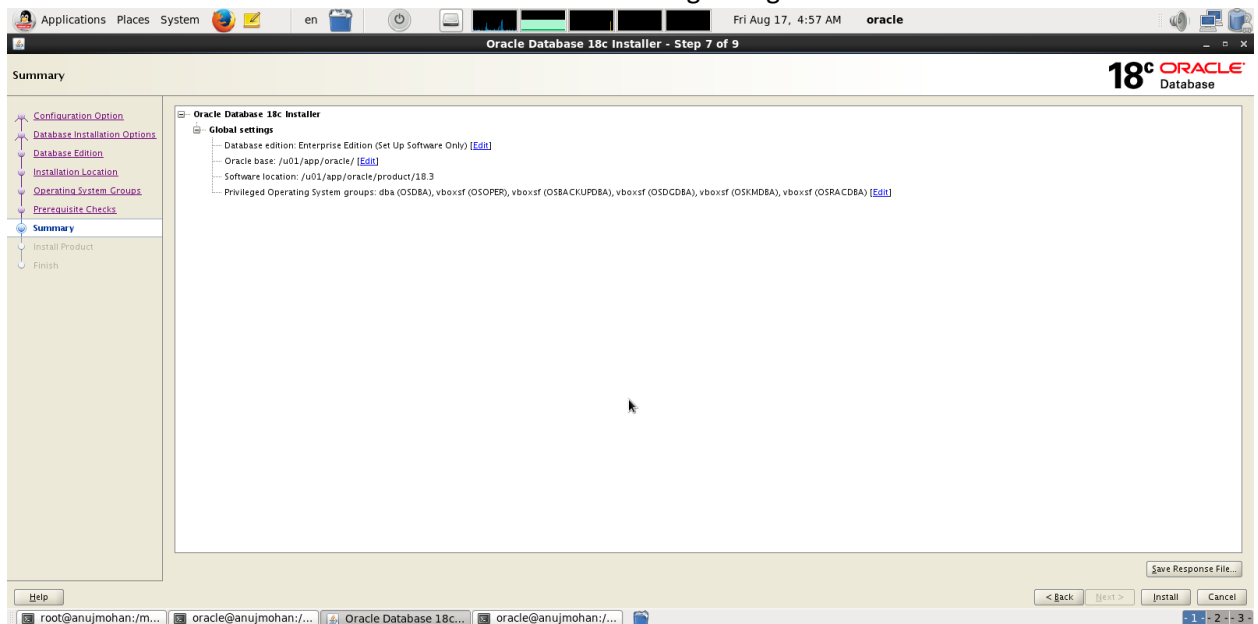 Applications Places System en Fri Aug 17, 4:57 AM oracle
Oracle Database 18c Installer - Step 7 of 9
Summary
18c ORACLE
Database
Configuration Option
Database Installation Options
Database Edition
Installation Location
Operating System Groups
Prerequisite Checks
Summary
Install Product
Finish
Oracle Database 18c Installer
Global settings
Database edition: Enterprise Edition (Set Up Software Only) [Edit]
Oracle base: /u01/app/oracle/ [Edit]
Software location: /u01/app/oracle/product/18.3
Privileged Operating System groups: dba (OSDBA), vboxsf (OSOPER), vboxsf (OSBACKUPDBA), vboxsf (OSDGDBA), vboxsf (OSKMDBA), vboxsf (OSRACDBA) [Edit]
Save Response File...
Help < Back Next > Install Cancel
root@anujmohan:/m... oracle@anujmohan:/... Oracle Database 18c... oracle@anujmohan:/... - 1 - - 2 - - 3 -